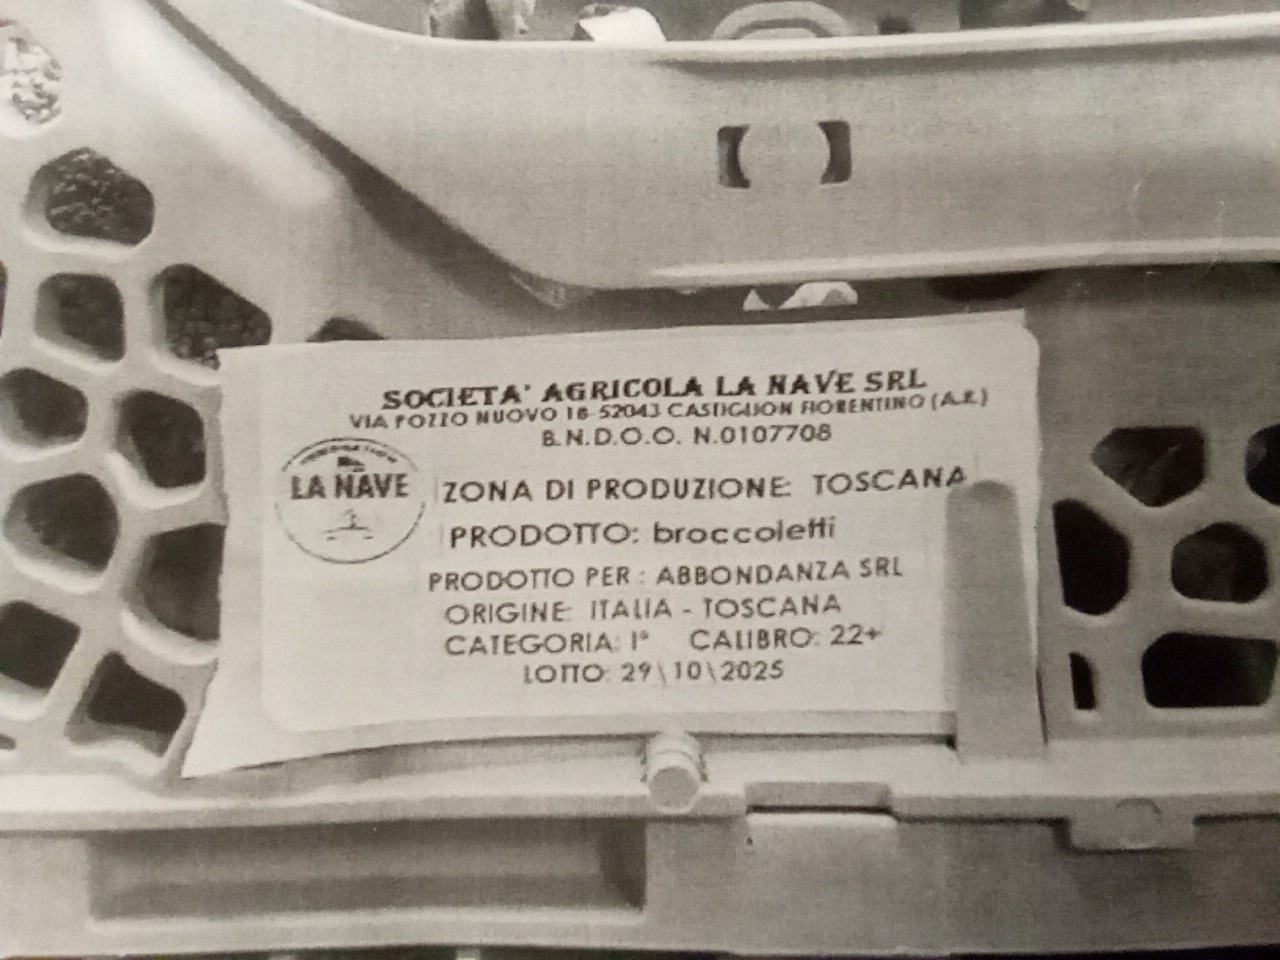 SOCIETA' AGRICOLA LA NAVE SRL
VIA POZZO NUOVO 18 52043 CASTIGLION FIORENTINO (A.R.)
B.N.D.O.O. N.0107708
LA NAVE
ZONA DI PRODUZIONE: TOSCANA
PRODOTTO: broccoletti
PRODOTTO PER : ABBONDANZA SRL
ORIGINE: ITALIA - TOSCANA
CATEGORIA: I° CALIBRO: 22+
LOTTO: 29\10\2025